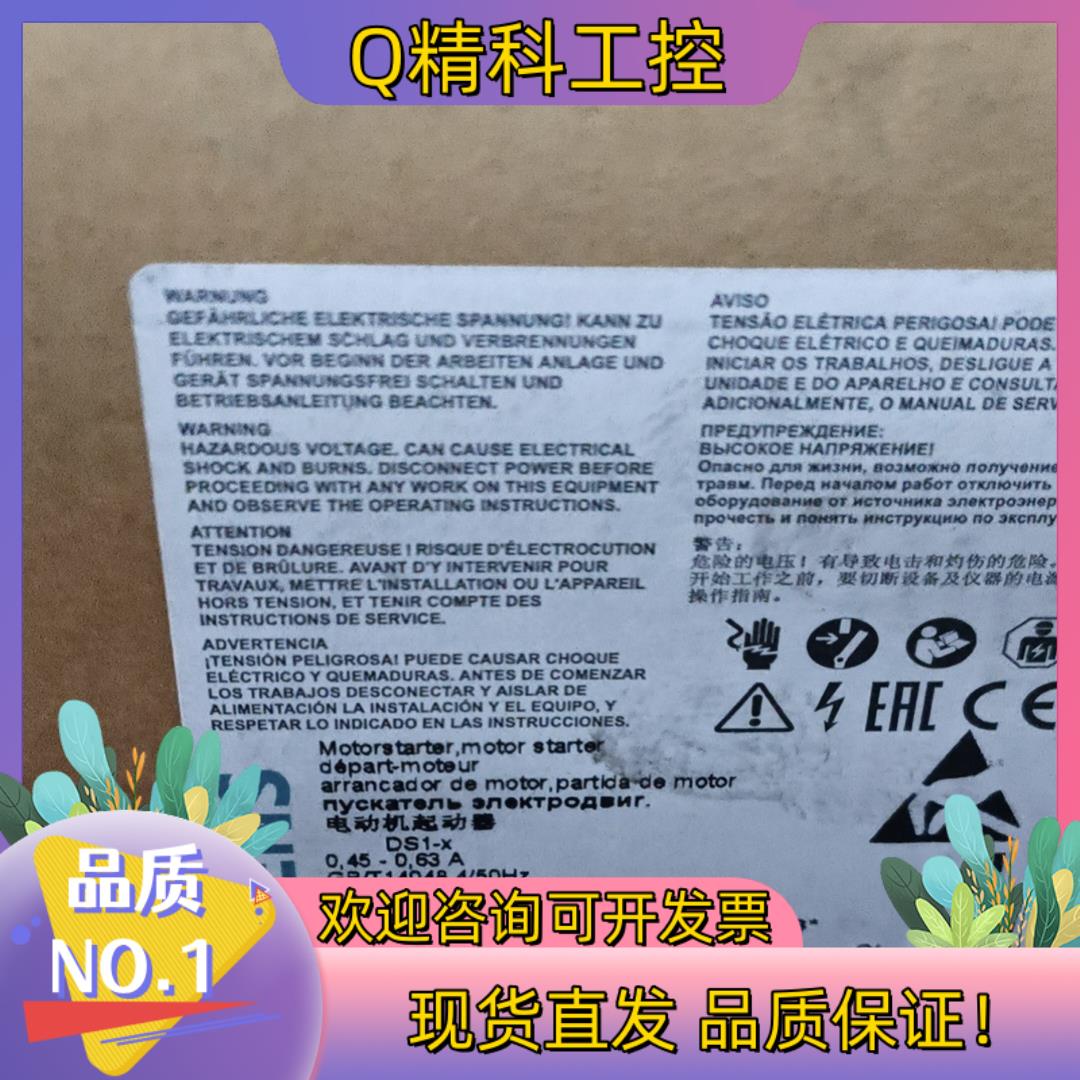 Q精科工控
WARNUNG
GEFÄHRLICHE ELEKTRISCHE SPANNUNG! KANN ZU
ELEKTRISCHEM SCHLAG UND VERBRENNUNGEN
FÜHREN. VOR BEGINN DER ARBEITEN ANLAGE UND
GERÄT SPANNUNGSFREI SCHALTEN UND
BETRIEBSANLEITUNG BEACHTEN.
WARNING
HAZARDOUS VOLTAGE. CAN CAUSE ELECTRICAL
SHOCK AND BURNS. DISCONNECT POWER BEFORE
PROCEEDING WITH ANY WORK ON THIS EQUIPMENT
AND OBSERVE THE OPERATING INSTRUCTIONS.
ATTENTION
TENSION DANGEREUSE ! RISQUE D'ÉLECTROCUTION
ET DE BRÛLURE. AVANT D'Y INTERVENIR POUR
TRAVAUX, METTRE L'INSTALLATION OU L'APPAREIL
HORS TENSION, ET TENIR COMPTE DES
INSTRUCTIONS DE SERVICE.
ADVERTENCIA
¡TENSIÓN PELIGROSA! PUEDE CAUSAR CHOQUE
ELÉCTRICO Y QUEMADURAS. ANTES DE COMENZAR
LOS TRABAJOS DESCONECTAR Y AISLAR DE
ALIMENTACIÓN LA INSTALACIÓN Y EL EQUIPO, Y
RESPETAR LO INDICADO EN LAS INSTRUCCIONES.
AVISO
TENSÃO ELÉTRICA PERIGOSA! PODE
CHOQUE ELÉTRICO E QUEIMADURAS.
INICIAR OS TRABALHOS, DESLIGUE A
UNIDADE E DO APARELHO E CONSULTA
ADICIONALMENTE, O MANUAL DE SERV
ПРЕДУПРЕЖДЕНИЕ:
ВЫСОКОЕ НАПРЯЖЕНИЕ!
Опасно для жизни, возможно получение
травм. Перед началом работ отключить
оборудование от источника электроэнер
прочесть и понять инструкцию по эксплу
警告：
危险的电压！有导致电击和灼伤的危险。
开始工作之前，要切断设备及仪器的电源
操作指南。
EAC CE
Motorstarter,motor starter
départ-moteur
arrancador de motor,partida de motor
пускатель электродвиг.
电动机起动器
DS1-x
0,45 - 0,63 A
GB/T14048.4/50Hz
品质
NO.1
欢迎咨询可开发票
现货直发 品质保证!